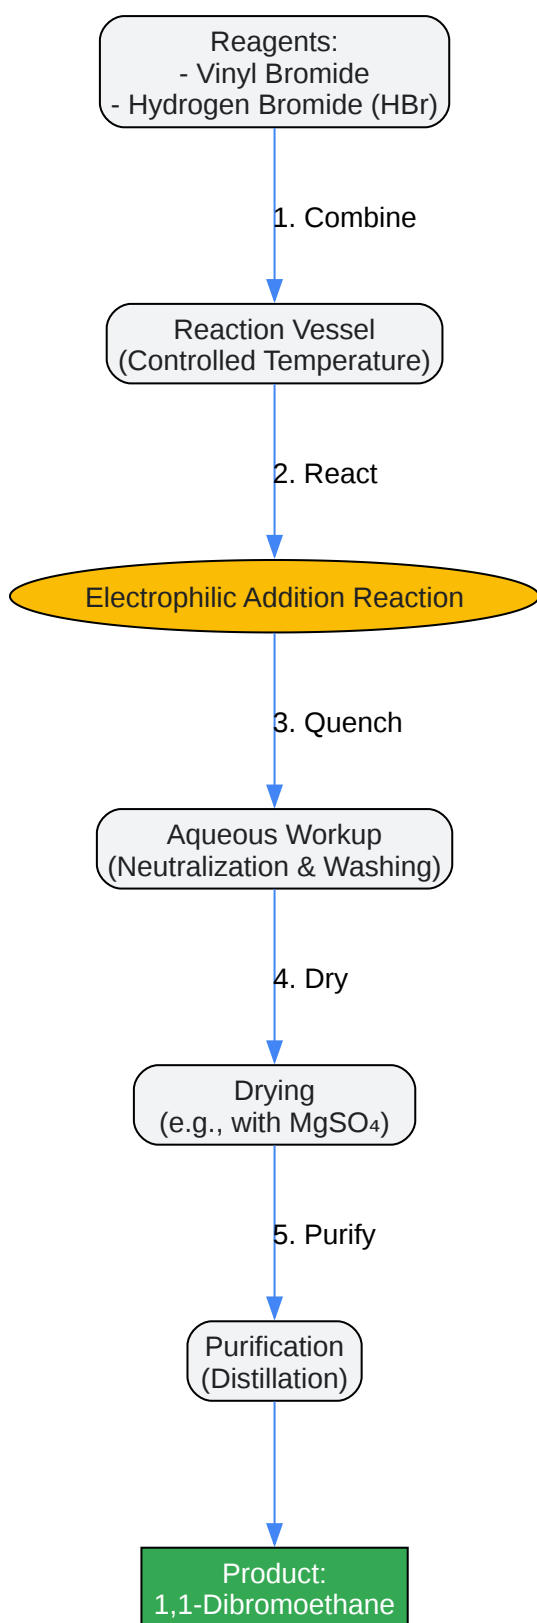 Reagents:
- Vinyl Bromide
- Hydrogen Bromide (HBr)
1. Combine
Reaction Vessel
(Controlled Temperature)
2. React
Electrophilic Addition Reaction
3. Quench
Aqueous Workup
(Neutralization & Washing)
4. Dry
Drying
(e.g., with MgSO₄)
5. Purify
Purification
(Distillation)
Product:
1,1-Dibromoethane